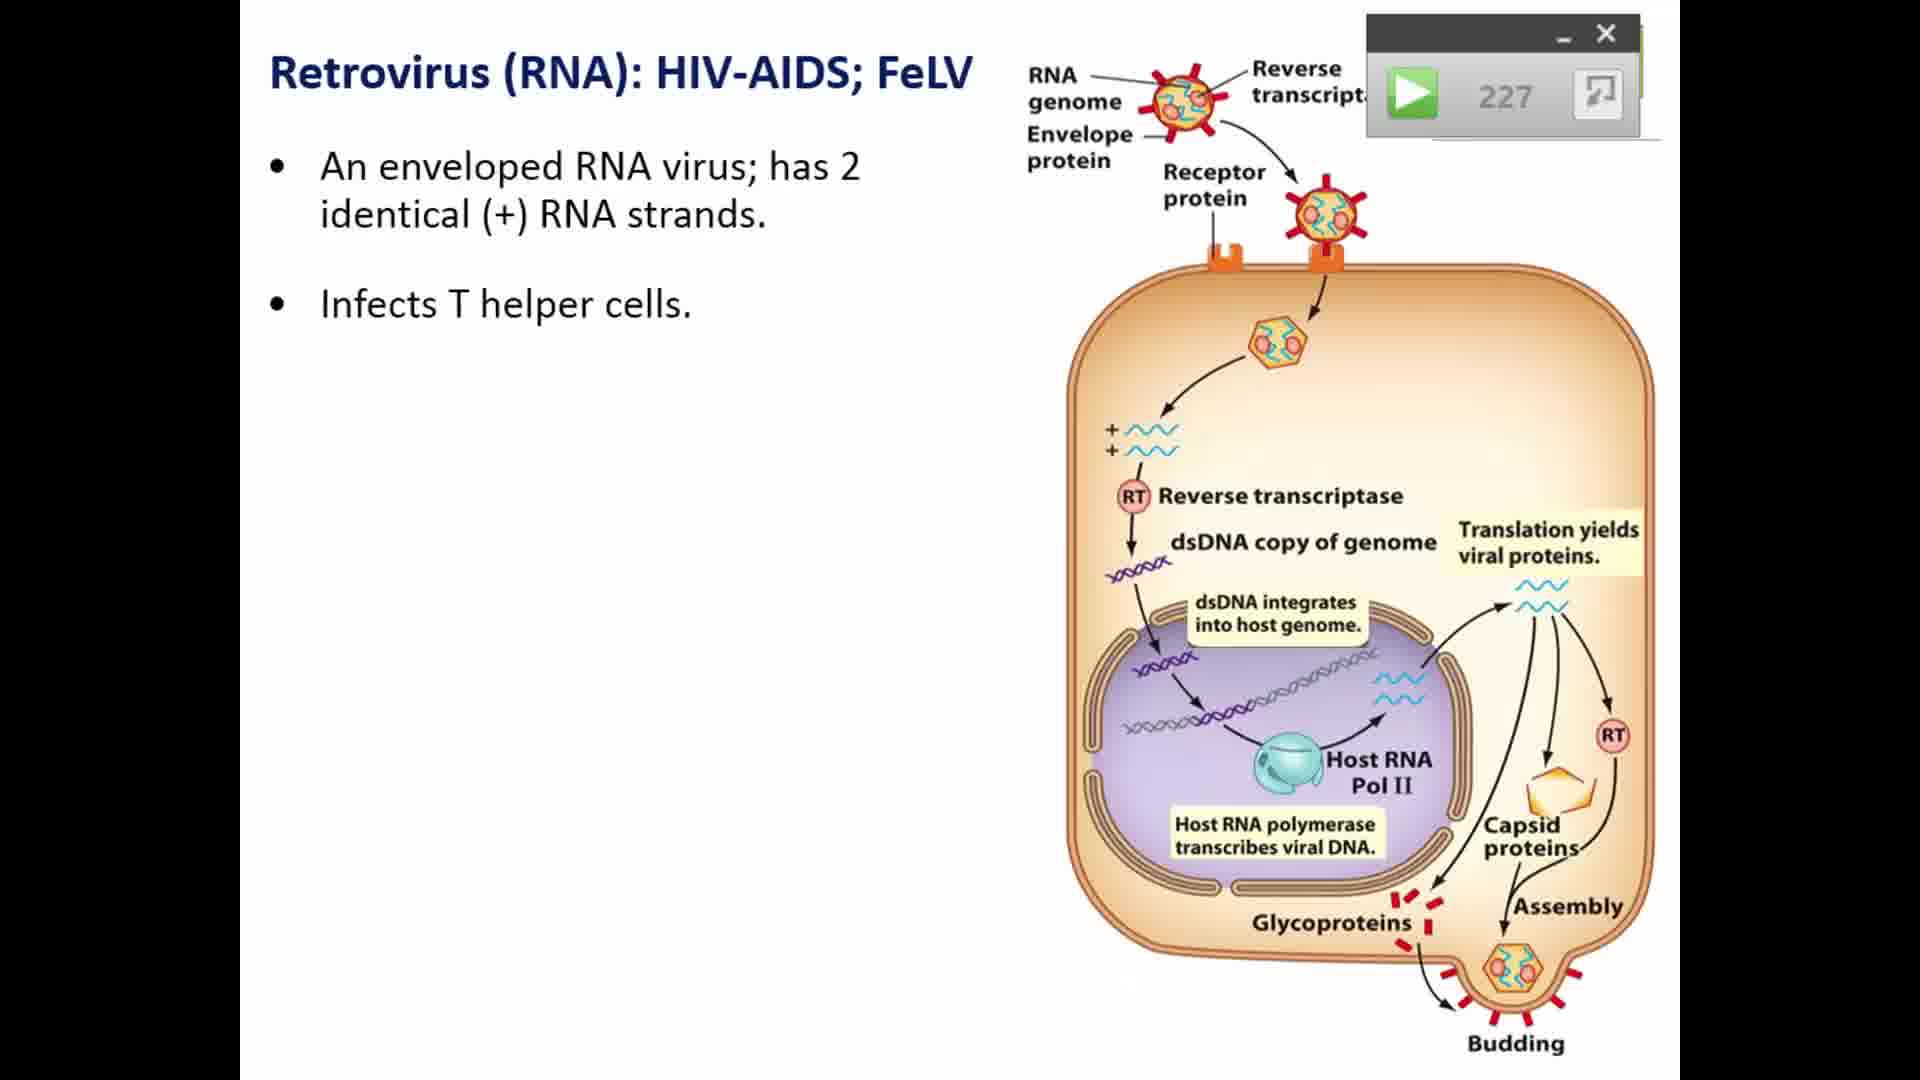 Retrovirus (RNA): HIV-AIDS; FeLV
• An enveloped RNA virus; has 2
identical (+) RNA strands.
• Infects T helper cells.
RNA
genome
Envelope
protein
Reverse
transcript
227
Receptor
protein
+
+
RT Reverse transcriptase
dsDNA copy of genome
Translation yields
viral proteins.
dsDNA integrates
into host genome.
Host RNA
Pol II
Host RNA polymerase
transcribes viral DNA.
RT
Capsid
proteins
Assembly
Glycoproteins
Budding